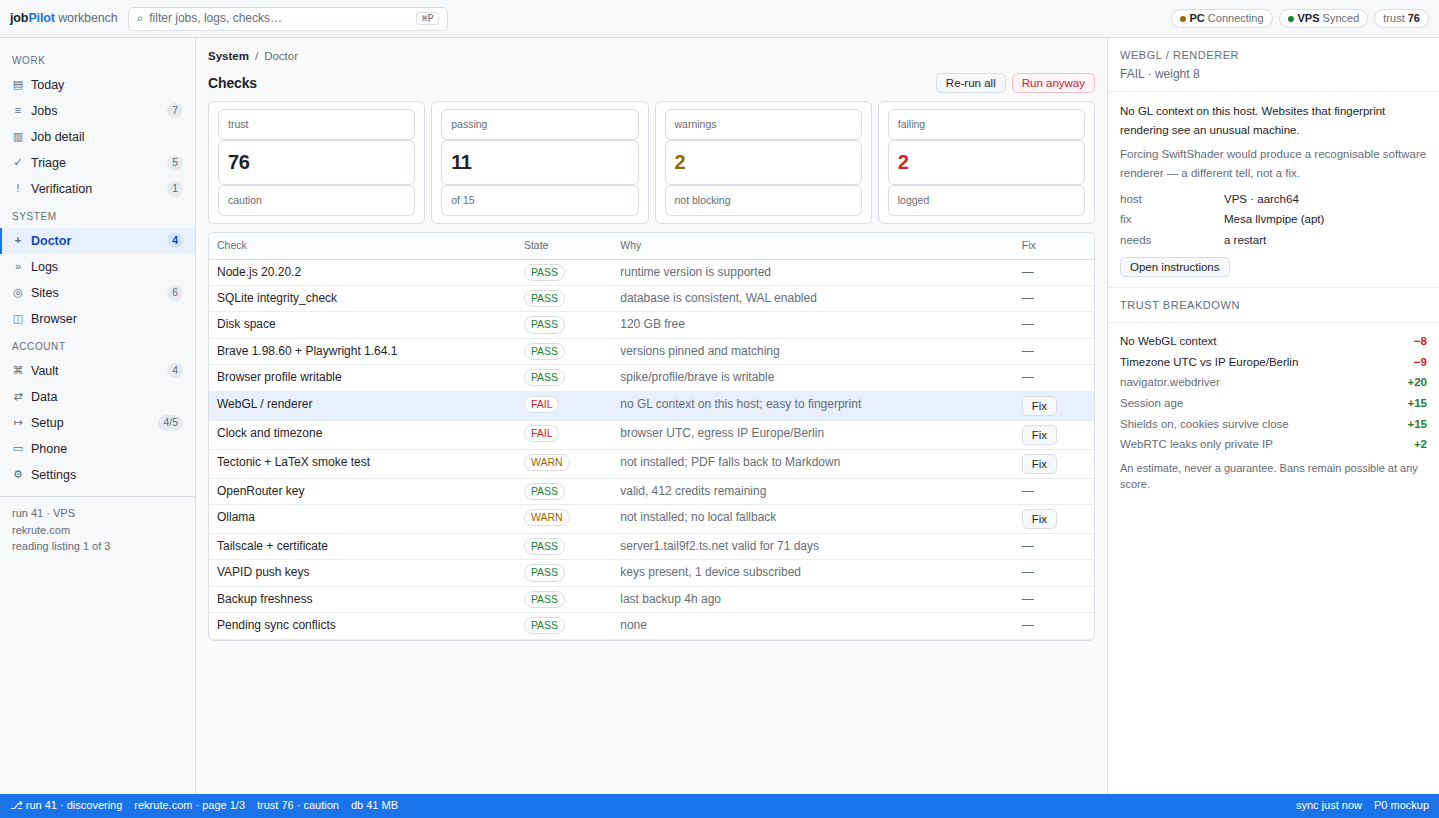 jobPilot workbench
filter jobs, logs, checks…
⌘P
PC Connecting
VPS Synced
trust 76
WORK
Today
Jobs 7
Job detail
Triage 5
Verification 1
SYSTEM
Doctor 4
Logs
Sites 6
Browser
ACCOUNT
Vault 4
Data
Setup 4/5
Phone
Settings
run 41 · VPS
rekrute.com
reading listing 1 of 3
System / Doctor
Checks
Re-run all
Run anyway
trust
76
caution
passing
11
of 15
warnings
2
not blocking
failing
2
logged
Check State Why Fix
Node.js 20.20.2 PASS runtime version is supported —
SQLite integrity_check PASS database is consistent, WAL enabled —
Disk space PASS 120 GB free —
Brave 1.98.60 + Playwright 1.64.1 PASS versions pinned and matching —
Browser profile writable PASS spike/profile/brave is writable —
WebGL / renderer FAIL no GL context on this host; easy to fingerprint Fix
Clock and timezone FAIL browser UTC, egress IP Europe/Berlin Fix
Tectonic + LaTeX smoke test WARN not installed; PDF falls back to Markdown Fix
OpenRouter key PASS valid, 412 credits remaining —
Ollama WARN not installed; no local fallback Fix
Tailscale + certificate PASS server1.tail9f2.ts.net valid for 71 days —
VAPID push keys PASS keys present, 1 device subscribed —
Backup freshness PASS last backup 4h ago —
Pending sync conflicts PASS none —
WEBGL / RENDERER
FAIL · weight 8
No GL context on this host. Websites that fingerprint
rendering see an unusual machine.
Forcing SwiftShader would produce a recognisable software
renderer — a different tell, not a fix.
host VPS · aarch64
fix Mesa llvmpipe (apt)
needs a restart
Open instructions
TRUST BREAKDOWN
No WebGL context −8
Timezone UTC vs IP Europe/Berlin −9
navigator.webdriver +20
Session age +15
Shields on, cookies survive close +15
WebRTC leaks only private IP +2
An estimate, never a guarantee. Bans remain possible at any
score.
⎇ run 41 · discovering rekrute.com · page 1/3 trust 76 · caution db 41 MB
sync just now P0 mockup